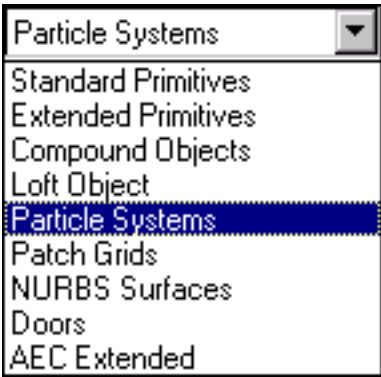 Particle Systems
Standard Primitives
Extended Primitives
Compound Objects
Loft Object
Particle Systems
Patch Grids
NURBS Surfaces
Doors
AEC Extended